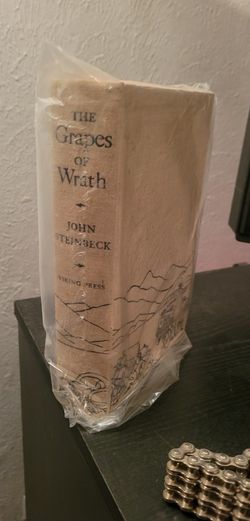 THE
Grapes
OF
Wrath
JOHN
STEINBECK
VIKING PRESS